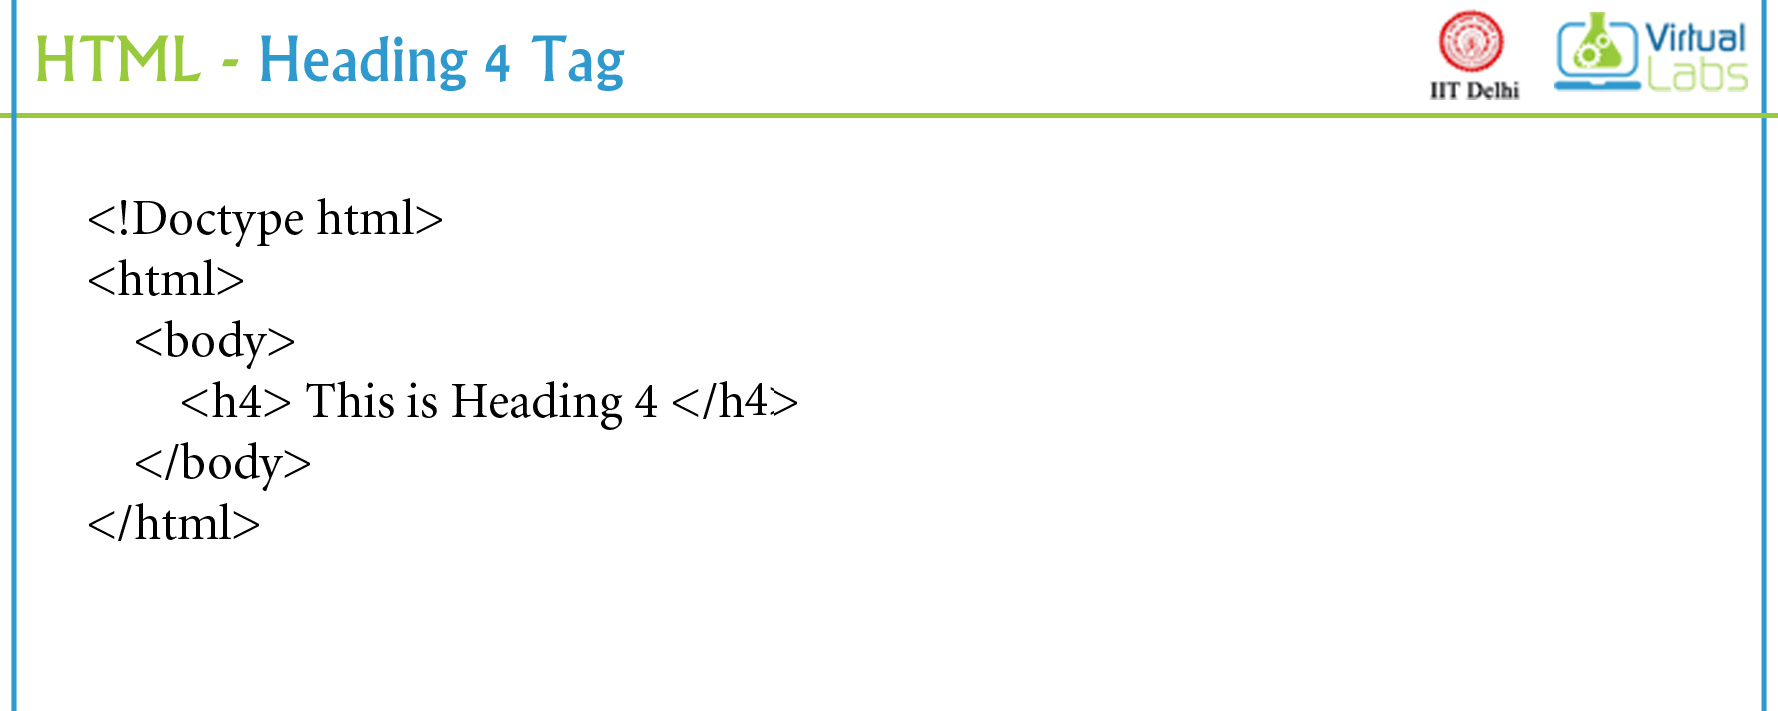 HTML - Heading 4 Tag
IIT Delhi
Virtual
Labs
<!Doctype html>
<html>
<body>
<h4> This is Heading 4 </h4>
</body>
</html>